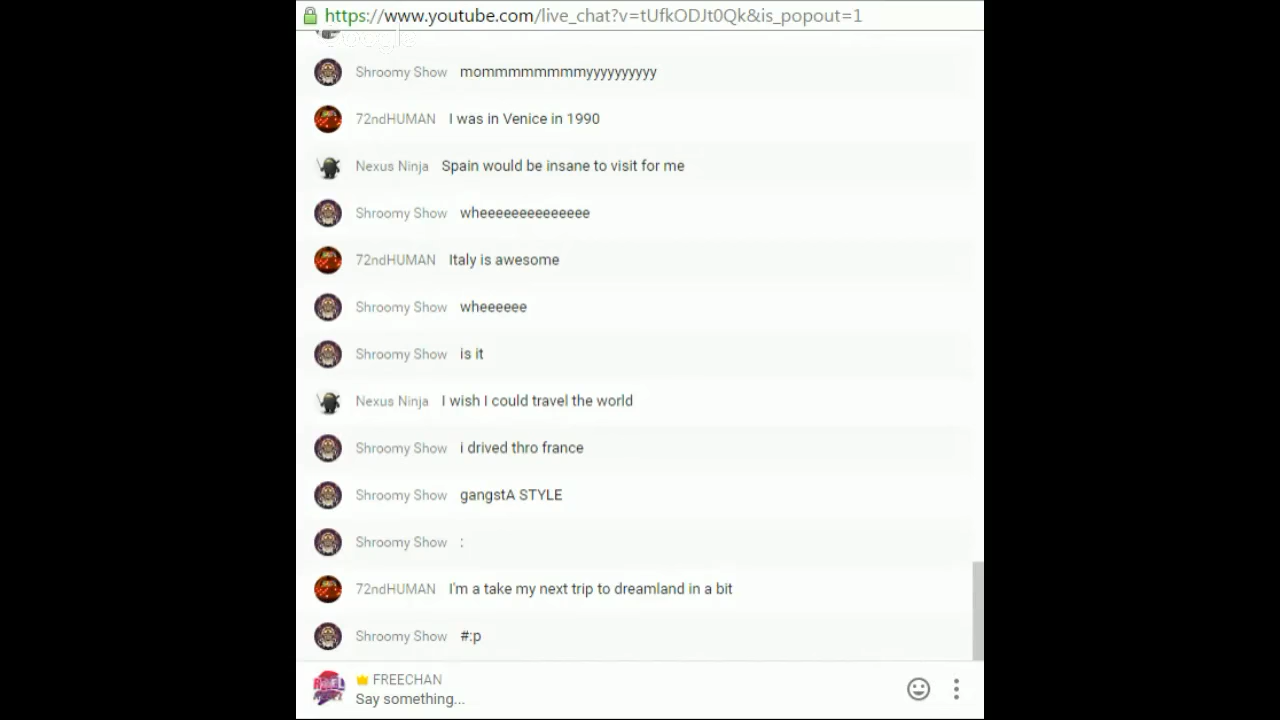 https://www.youtube.com/live_chat?v=tUfkODJt0Qk&is_popout=1
Google
Shroomy Show mommmmmmmmyyyyyyyyyy
72ndHUMAN I was in Venice in 1990
Nexus Ninja Spain would be insane to visit for me
Shroomy Show wheeeeeeeeeeeeee
72ndHUMAN Italy is awesome
Shroomy Show wheeeeee
Shroomy Show is it
Nexus Ninja I wish I could travel the world
Shroomy Show i drived thro france
Shroomy Show gangstA STYLE
Shroomy Show :
72ndHUMAN I'm a take my next trip to dreamland in a bit
Shroomy Show #:p
FREECHAN
Say something...